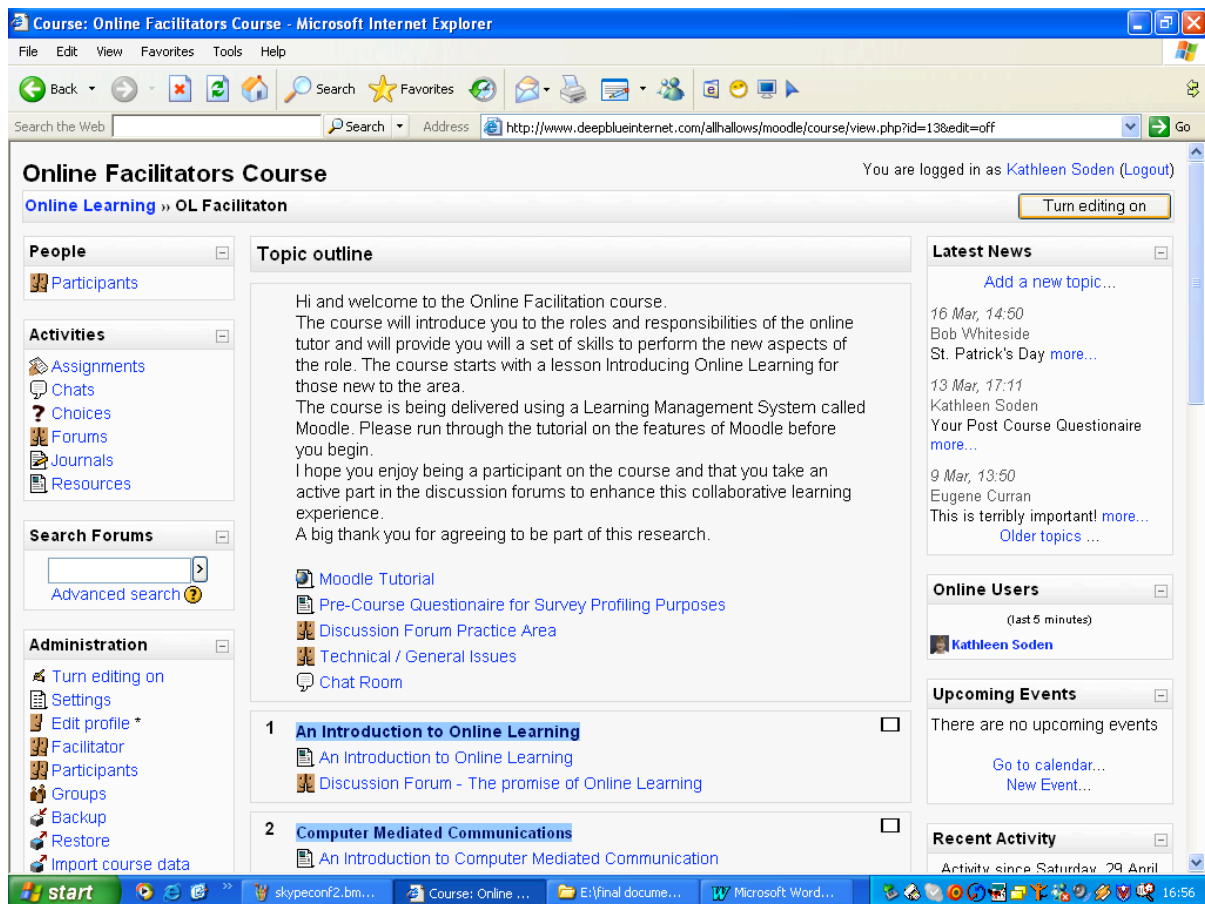 Course: Online Facilitators Course - Microsoft Internet Explorer
File Edit View Favorites Tools Help
Back Search Favorites
Search the Web Search Address http://www.deepblueinternet.com/allhallows/moodle/course/view.php?id=13&edit=off Go
Online Facilitators Course
You are logged in as Kathleen Soden (Logout)
Online Learning » OL Facilitaton
Turn editing on
People
Participants
Activities
Assignments
Chats
Choices
Forums
Journals
Resources
Search Forums
Advanced search
Administration
Turn editing on
Settings
Edit profile *
Facilitator
Participants
Groups
Backup
Restore
Import course data
Topic outline
Hi and welcome to the Online Facilitation course.
The course will introduce you to the roles and responsibilities of the online
tutor and will provide you will a set of skills to perform the new aspects of
the role. The course starts with a lesson Introducing Online Learning for
those new to the area.
The course is being delivered using a Learning Management System called
Moodle. Please run through the tutorial on the features of Moodle before
you begin.
I hope you enjoy being a participant on the course and that you take an
active part in the discussion forums to enhance this collaborative learning
experience.
A big thank you for agreeing to be part of this research.
Moodle Tutorial
Pre-Course Questionaire for Survey Profiling Purposes
Discussion Forum Practice Area
Technical / General Issues
Chat Room
1 An Introduction to Online Learning
An Introduction to Online Learning
Discussion Forum - The promise of Online Learning
2 Computer Mediated Communications
An Introduction to Computer Mediated Communication
Latest News
Add a new topic...
16 Mar, 14:50
Bob Whiteside
St. Patrick's Day more...
13 Mar, 17:11
Kathleen Soden
Your Post Course Questionaire
more...
9 Mar, 13:50
Eugene Curran
This is terribly important! more...
Older topics ...
Online Users
(last 5 minutes)
Kathleen Soden
Upcoming Events
There are no upcoming events
Go to calendar...
New Event...
Recent Activity
Activity since Saturday, 29 April
start skypeconf2.bm... Course: Online ... E:\final docume... Microsoft Word... 16:56